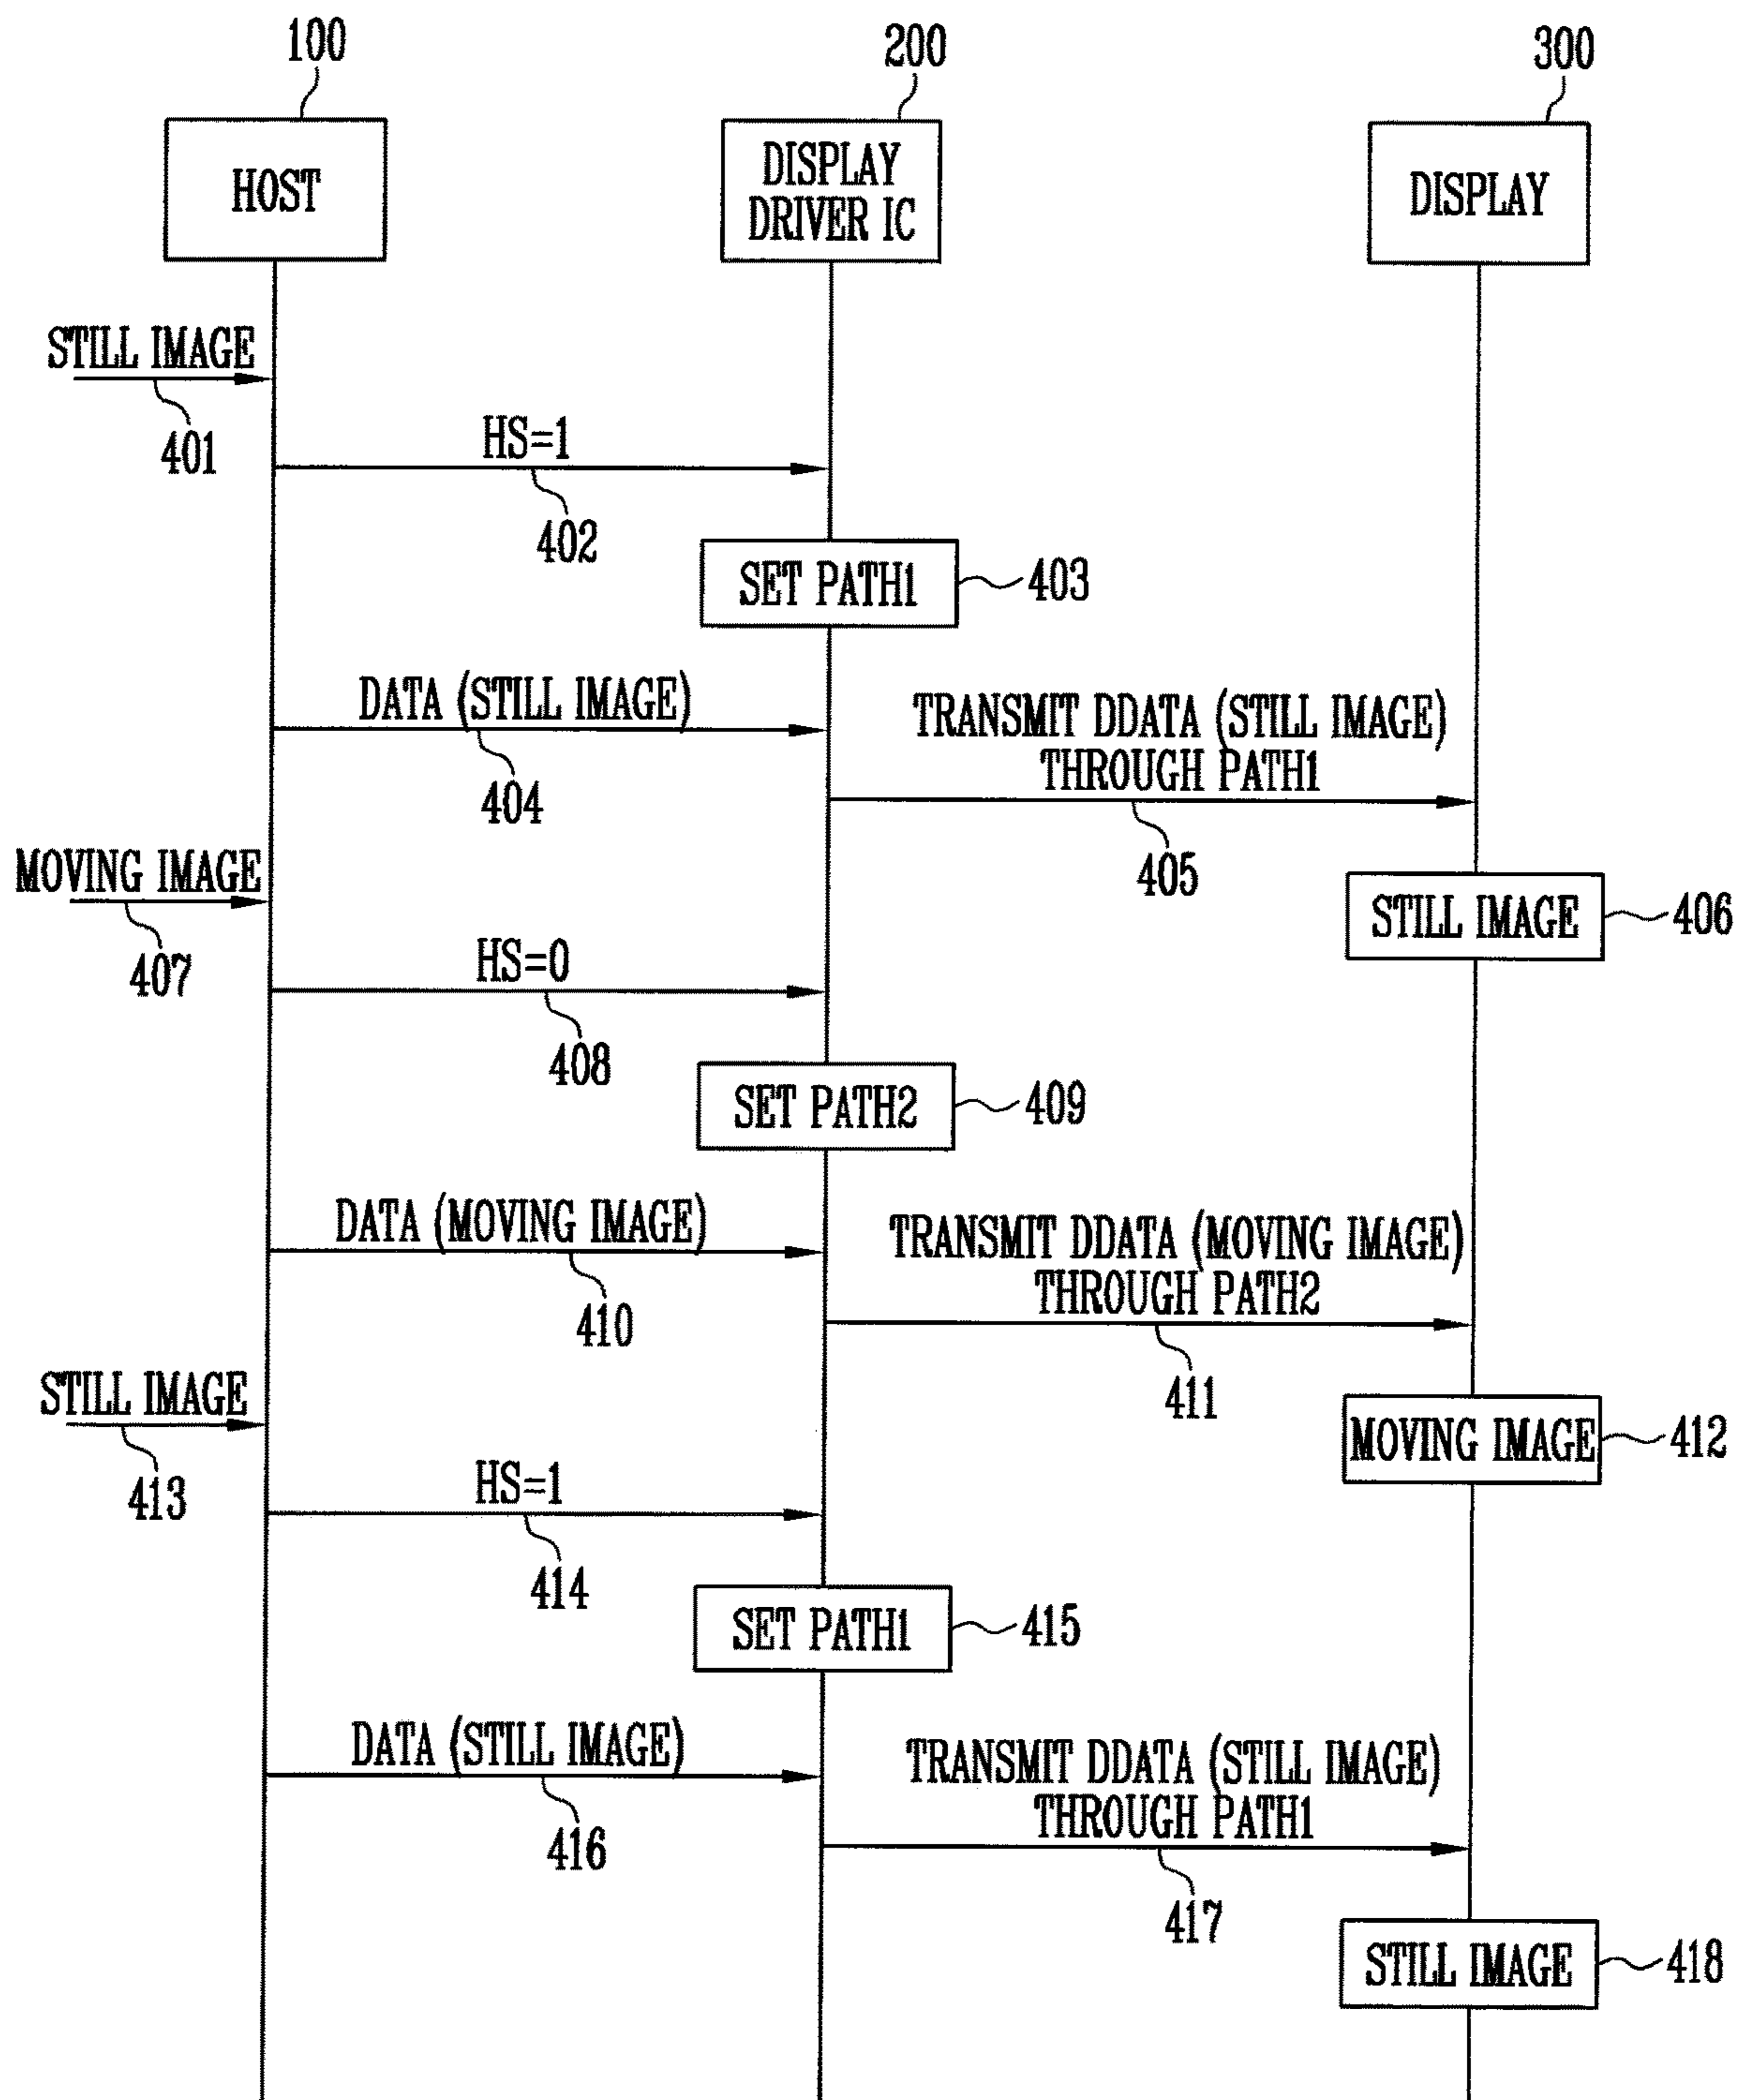 100
200
300
HOST
DISPLAY
DRIVER IC
DISPLAY
STILL IMAGE
401
HS=1
402
SET PATH1
403
DATA (STILL IMAGE)
404
TRANSMIT DDATA (STILL IMAGE)
THROUGH PATH1
405
STILL IMAGE
406
MOVING IMAGE
407
HS=0
408
SET PATH2
409
DATA (MOVING IMAGE)
410
TRANSMIT DDATA (MOVING IMAGE)
THROUGH PATH2
411
MOVING IMAGE
412
STILL IMAGE
413
HS=1
414
SET PATH1
415
DATA (STILL IMAGE)
416
TRANSMIT DDATA (STILL IMAGE)
THROUGH PATH1
417
STILL IMAGE
418